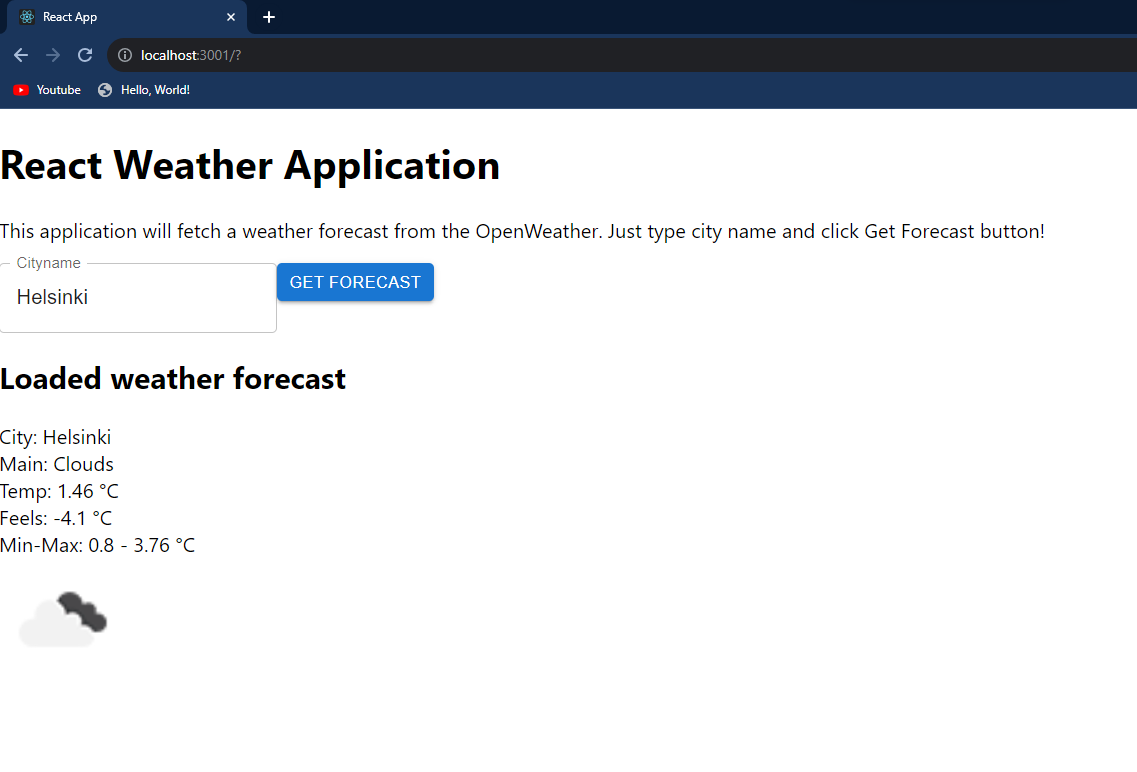 React App
localhost:3001/?
Youtube
Hello, World!
React Weather Application
This application will fetch a weather forecast from the OpenWeather. Just type city name and click Get Forecast button!
Cityname
Helsinki
GET FORECAST
Loaded weather forecast
City: Helsinki
Main: Clouds
Temp: 1.46 °C
Feels: -4.1 °C
Min-Max: 0.8 - 3.76 °C